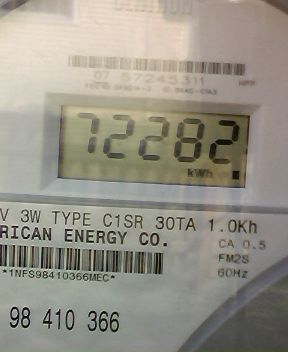 07 57245311
72282
kWh
V 3W TYPE C1SR 30TA 1.0Kh
RICAN ENERGY CO.
CA 0.5
FM2S
60Hz
*1NFS98410366MEC*
98 410 366